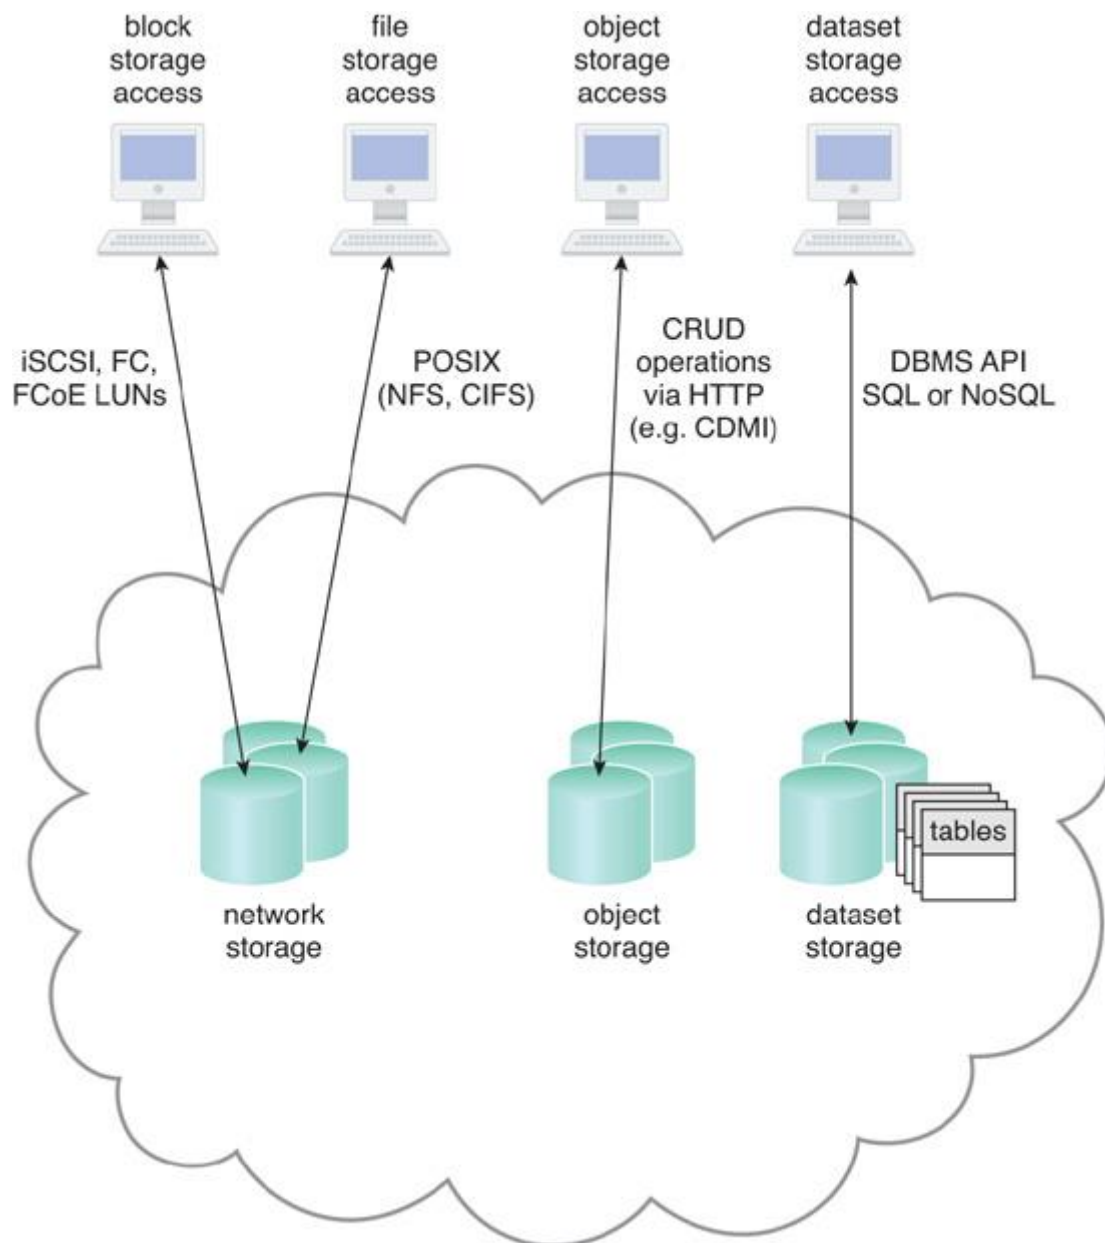 block
storage
access
file
storage
access
object
storage
access
dataset
storage
access
iSCSI, FC,
FCoE LUNs
POSIX
(NFS, CIFS)
CRUD
operations
via HTTP
(e.g. CDMI)
DBMS API
SQL or NoSQL
tables
network
storage
object
storage
dataset
storage